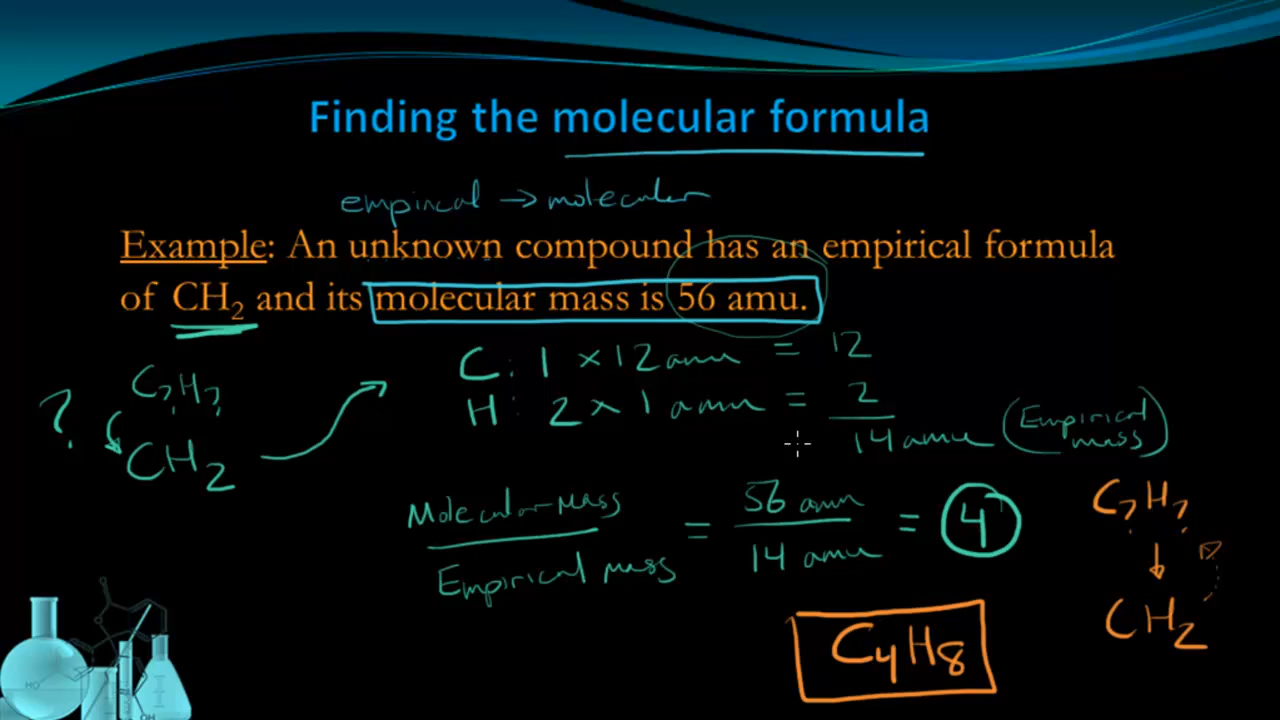 Finding the molecular formula
empirical → molecular
Example: An unknown compound has an empirical formula
of CH₂ and its molecular mass is 56 amu.
C: 1 × 12 amu = 12
H: 2 × 1 amu = 2
14 amu (Empirical mass)
C?H?
?
CH₂
Molecular mass / Empirical mass = 56 amu / 14 amu = 4
C?H?
↓
CH₂
C₄H₈
HO
OH